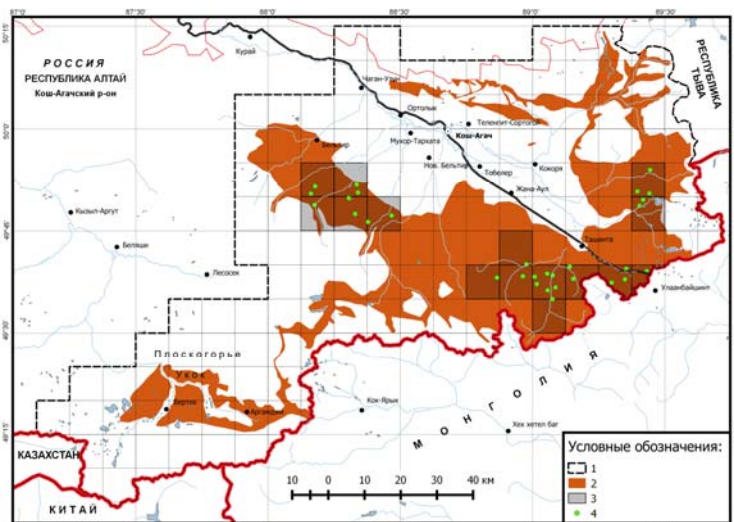 87°0'
87°30'
88°0'
88°30'
89°0'
89°30'
50°15'
50°0'
49°45'
49°30'
49°15'
РОССИЯ
РЕСПУБЛИКА АЛТАЙ
Кош-Агачский р-он
РЕСПУБЛИКА
ТЫВА
Курай
Чаган-Узун
Ортолык
Теленгит-Сортогой
Кош-Агач
Бельтир
Мухор-Тархата
Нов. Бельтир
Тобелер
Кокоря
Жана-Аул
Кызыл-Аргут
Беляши
Лесосек
Ташанта
Улаанбайшинт
Плоскогорье
Укок
Бертек
Аргамджи
Кок-Ярык
Хех хетел баг
МОНГОЛИЯ
КАЗАХСТАН
КИТАЙ
10 0 10 20 30 40 км
Условные обозначения:
1
2
3
4